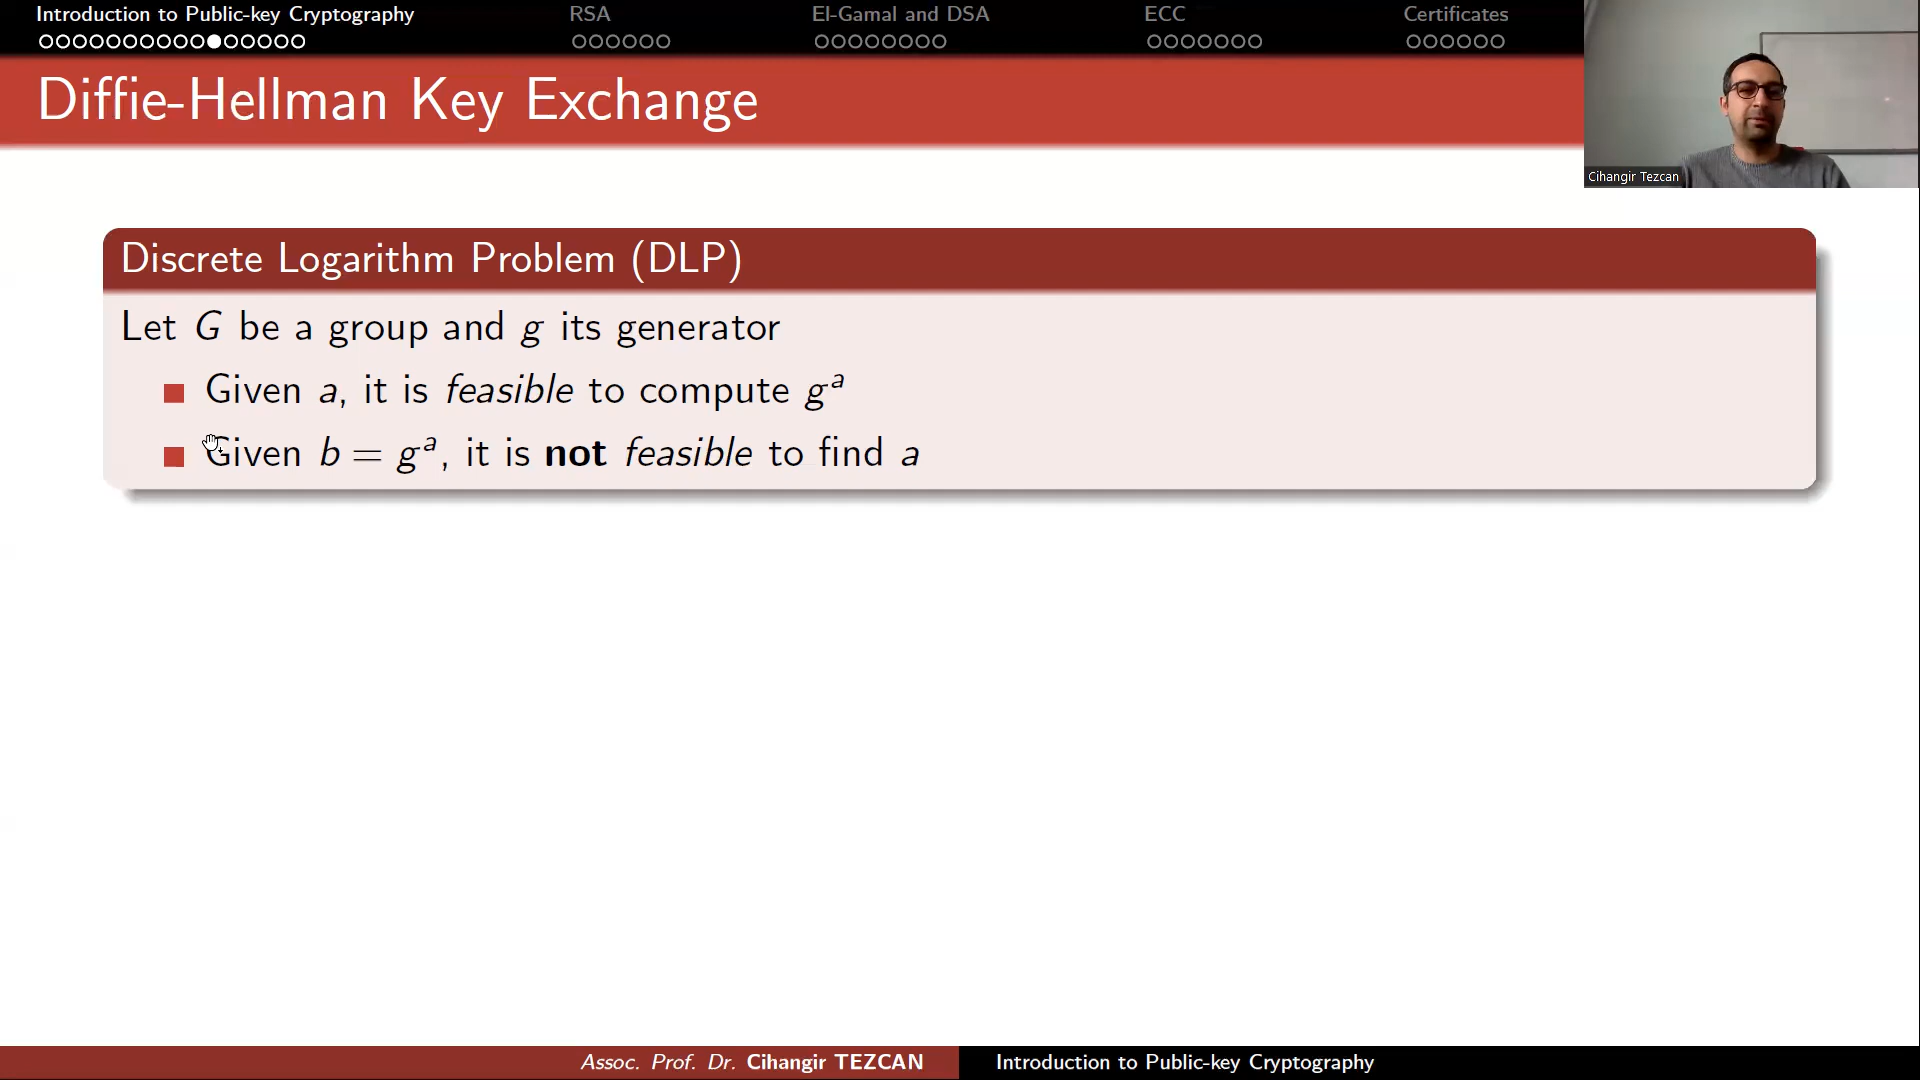 Introduction to Public-key Cryptography
RSA
El-Gamal and DSA
ECC
Certificates
Diffie-Hellman Key Exchange
Cihangir Tezcan
Discrete Logarithm Problem (DLP)
Let G be a group and g its generator
Given a, it is feasible to compute gᵃ
Given b = gᵃ, it is not feasible to find a
Assoc. Prof. Dr. Cihangir TEZCAN
Introduction to Public-key Cryptography